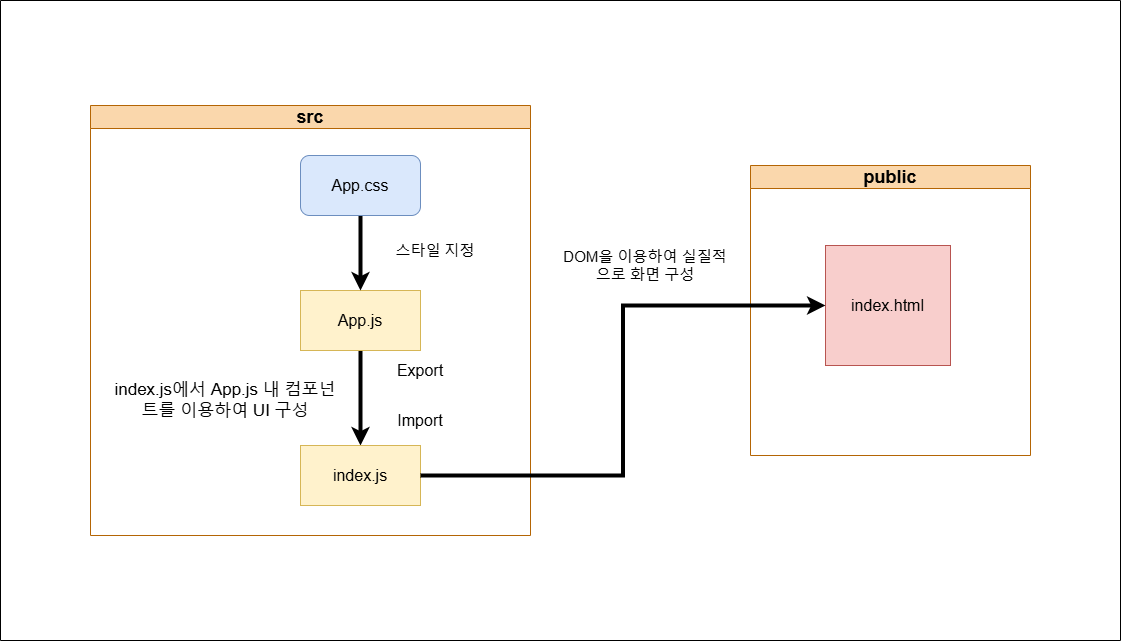 src
App.css
스타일 지정
App.js
Export
index.js에서 App.js 내 컴포넌
트를 이용하여 UI 구성
Import
index.js
DOM을 이용하여 실질적
으로 화면 구성
public
index.html